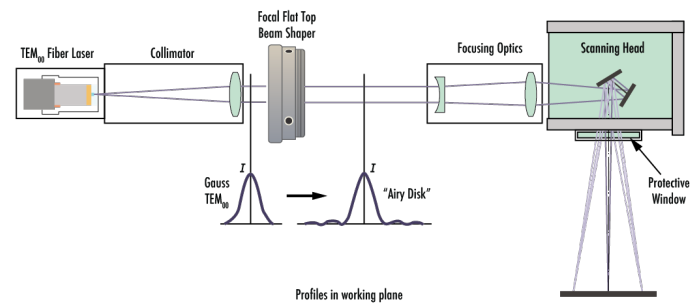 Focal Flat Top
Beam Shaper
TEM₀₀ Fiber Laser
Collimator
Focusing Optics
Scanning Head
I
I
Gauss
TEM₀₀
"Airy Disk"
Protective
Window
Profiles in working plane